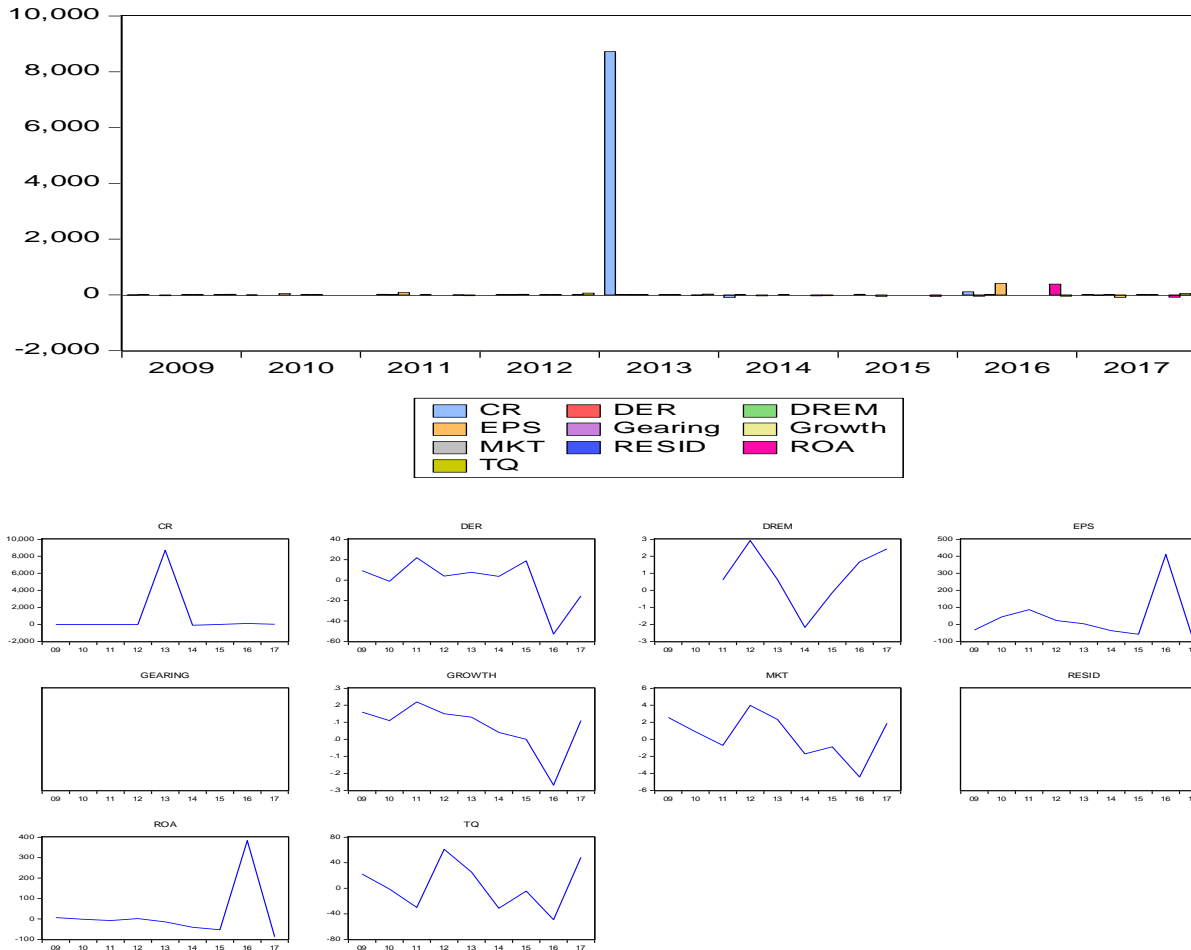 10,000
8,000
6,000
4,000
2,000
0
-2,000
2009 2010 2011 2012 2013 2014 2015 2016 2017
CR DER DREM
EPS Gearing Growth
MKT RESID ROA
TQ
CR
10,000
8,000
6,000
4,000
2,000
0
-2,000
09 10 11 12 13 14 15 16 17
DER
40
20
0
-20
-40
-60
09 10 11 12 13 14 15 16 17
DREM
3
2
1
0
-1
-2
-3
09 10 11 12 13 14 15 16 17
EPS
500
400
300
200
100
0
-100
09 10 11 12 13 14 15 16 1
GEARING
09 10 11 12 13 14 15 16 17
GROWTH
.3
.2
.1
.0
-.1
-.2
-.3
09 10 11 12 13 14 15 16 17
MKT
6
4
2
0
-2
-4
-6
09 10 11 12 13 14 15 16 17
RESID
09 10 11 12 13 14 15 16 17
ROA
400
300
200
100
0
-100
09 10 11 12 13 14 15 16 17
TQ
80
40
0
-40
-80
09 10 11 12 13 14 15 16 17